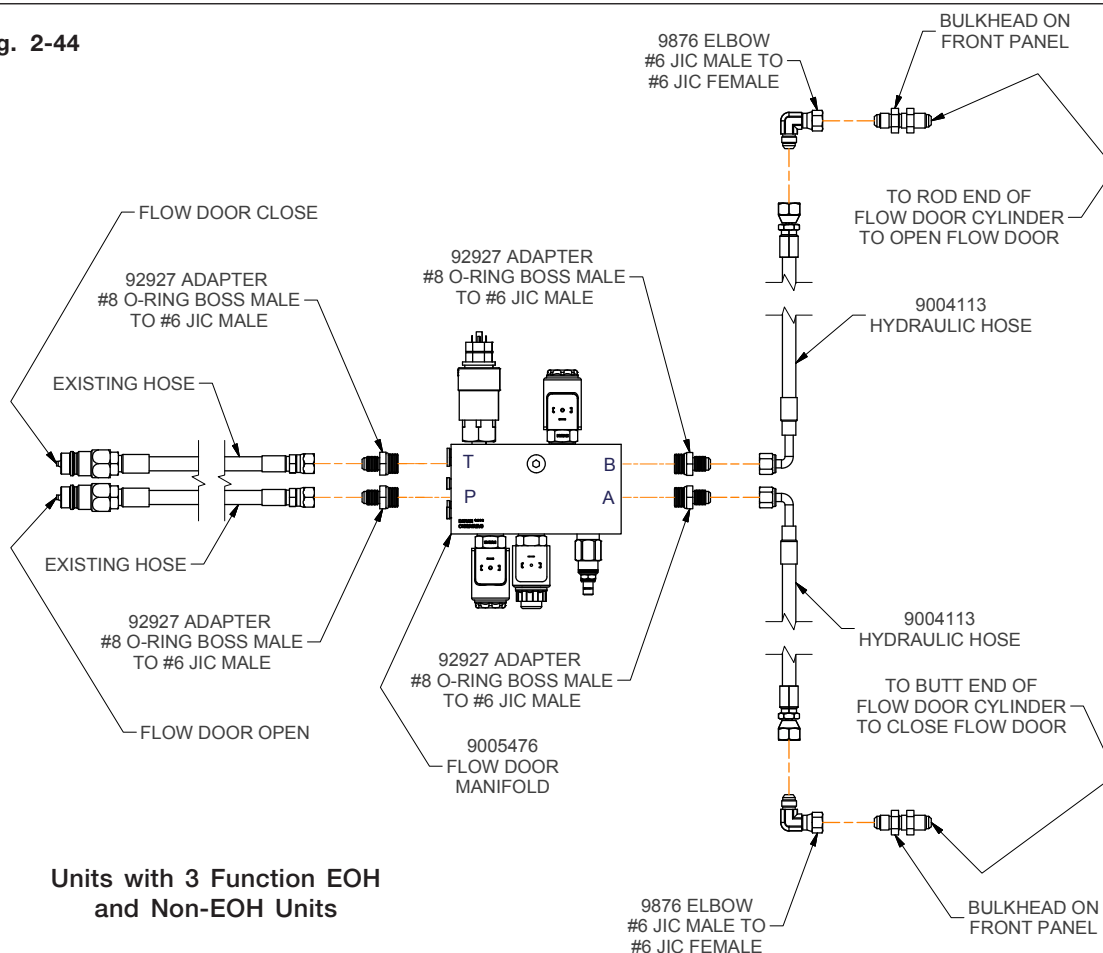 g. 2-44
BULKHEAD ON
FRONT PANEL
9876 ELBOW
#6 JIC MALE TO
#6 JIC FEMALE
FLOW DOOR CLOSE
TO ROD END OF
FLOW DOOR CYLINDER
TO OPEN FLOW DOOR
92927 ADAPTER
#8 O-RING BOSS MALE
TO #6 JIC MALE
92927 ADAPTER
#8 O-RING BOSS MALE
TO #6 JIC MALE
9004113
HYDRAULIC HOSE
EXISTING HOSE
T
B
P
A
EXISTING HOSE
92927 ADAPTER
#8 O-RING BOSS MALE
TO #6 JIC MALE
9004113
HYDRAULIC HOSE
92927 ADAPTER
#8 O-RING BOSS MALE
TO #6 JIC MALE
TO BUTT END OF
FLOW DOOR CYLINDER
TO CLOSE FLOW DOOR
FLOW DOOR OPEN
9005476
FLOW DOOR
MANIFOLD
Units with 3 Function EOH
and Non-EOH Units
9876 ELBOW
#6 JIC MALE TO
#6 JIC FEMALE
BULKHEAD ON
FRONT PANEL